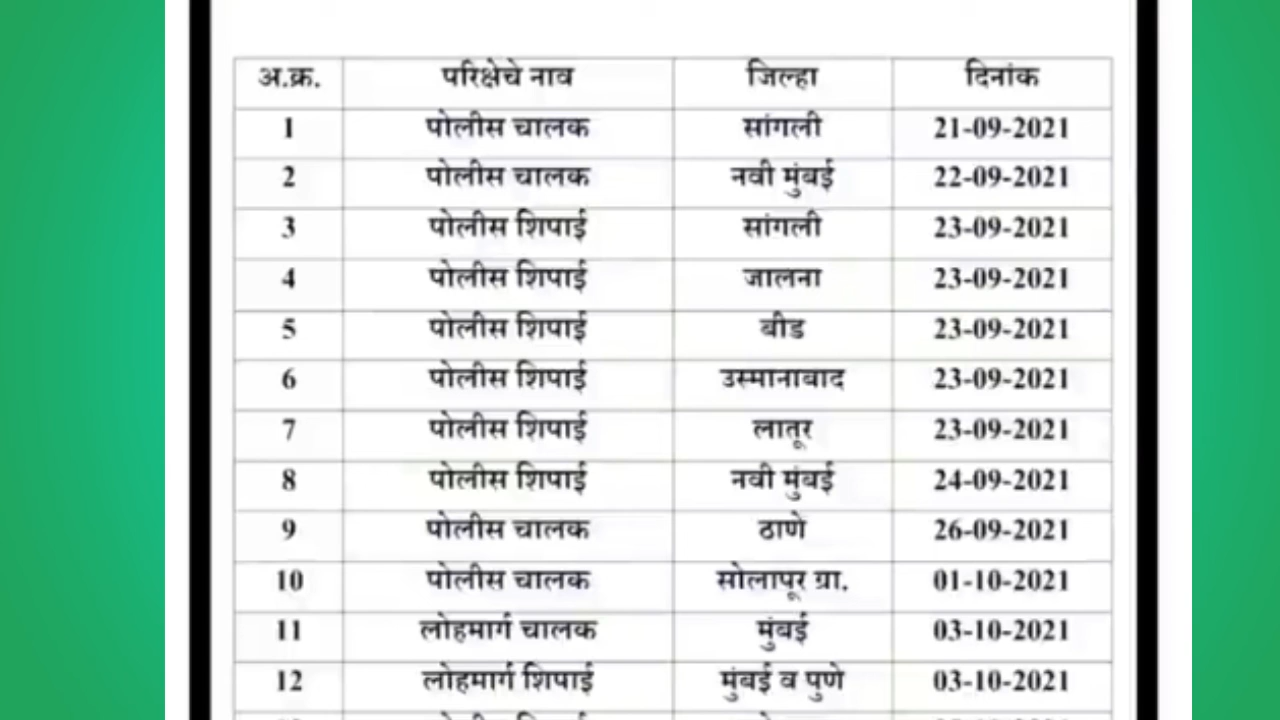 अ.क्र. परिक्षेचे नाव जिल्हा दिनांक
1 पोलीस चालक सांगली 21-09-2021
2 पोलीस चालक नवी मुंबई 22-09-2021
3 पोलीस शिपाई सांगली 23-09-2021
4 पोलीस शिपाई जालना 23-09-2021
5 पोलीस शिपाई बीड 23-09-2021
6 पोलीस शिपाई उस्मानाबाद 23-09-2021
7 पोलीस शिपाई लातूर 23-09-2021
8 पोलीस शिपाई नवी मुंबई 24-09-2021
9 पोलीस चालक ठाणे 26-09-2021
10 पोलीस चालक सोलापूर ग्रा. 01-10-2021
11 लोहमार्ग चालक मुंबई 03-10-2021
12 लोहमार्ग शिपाई मुंबई व पुणे 03-10-2021